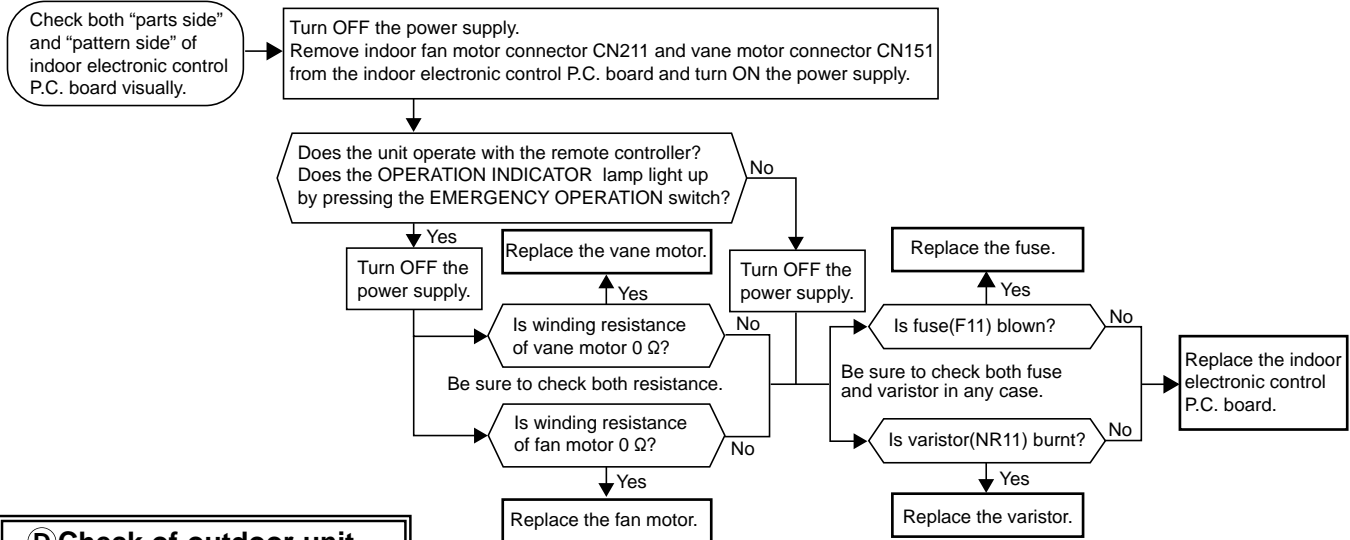 Check both “parts side”
and “pattern side” of
indoor electronic control
P.C. board visually.
Turn OFF the power supply.
Remove indoor fan motor connector CN211 and vane motor connector CN151
from the indoor electronic control P.C. board and turn ON the power supply.
Does the unit operate with the remote controller?
Does the OPERATION INDICATOR lamp light up
by pressing the EMERGENCY OPERATION switch?
No
Yes
Turn OFF the
power supply.
Replace the vane motor.
Turn OFF the
power supply.
Replace the fuse.
Yes
Yes
Is winding resistance
of vane motor 0 Ω?
No
Is fuse(F11) blown?
No
Be sure to check both resistance.
Be sure to check both fuse
and varistor in any case.
Replace the indoor
electronic control
P.C. board.
Is winding resistance
of fan motor 0 Ω?
No
Is varistor(NR11) burnt?
No
Yes
Yes
Replace the fan motor.
Replace the varistor.
ⒹCheck of outdoor unit